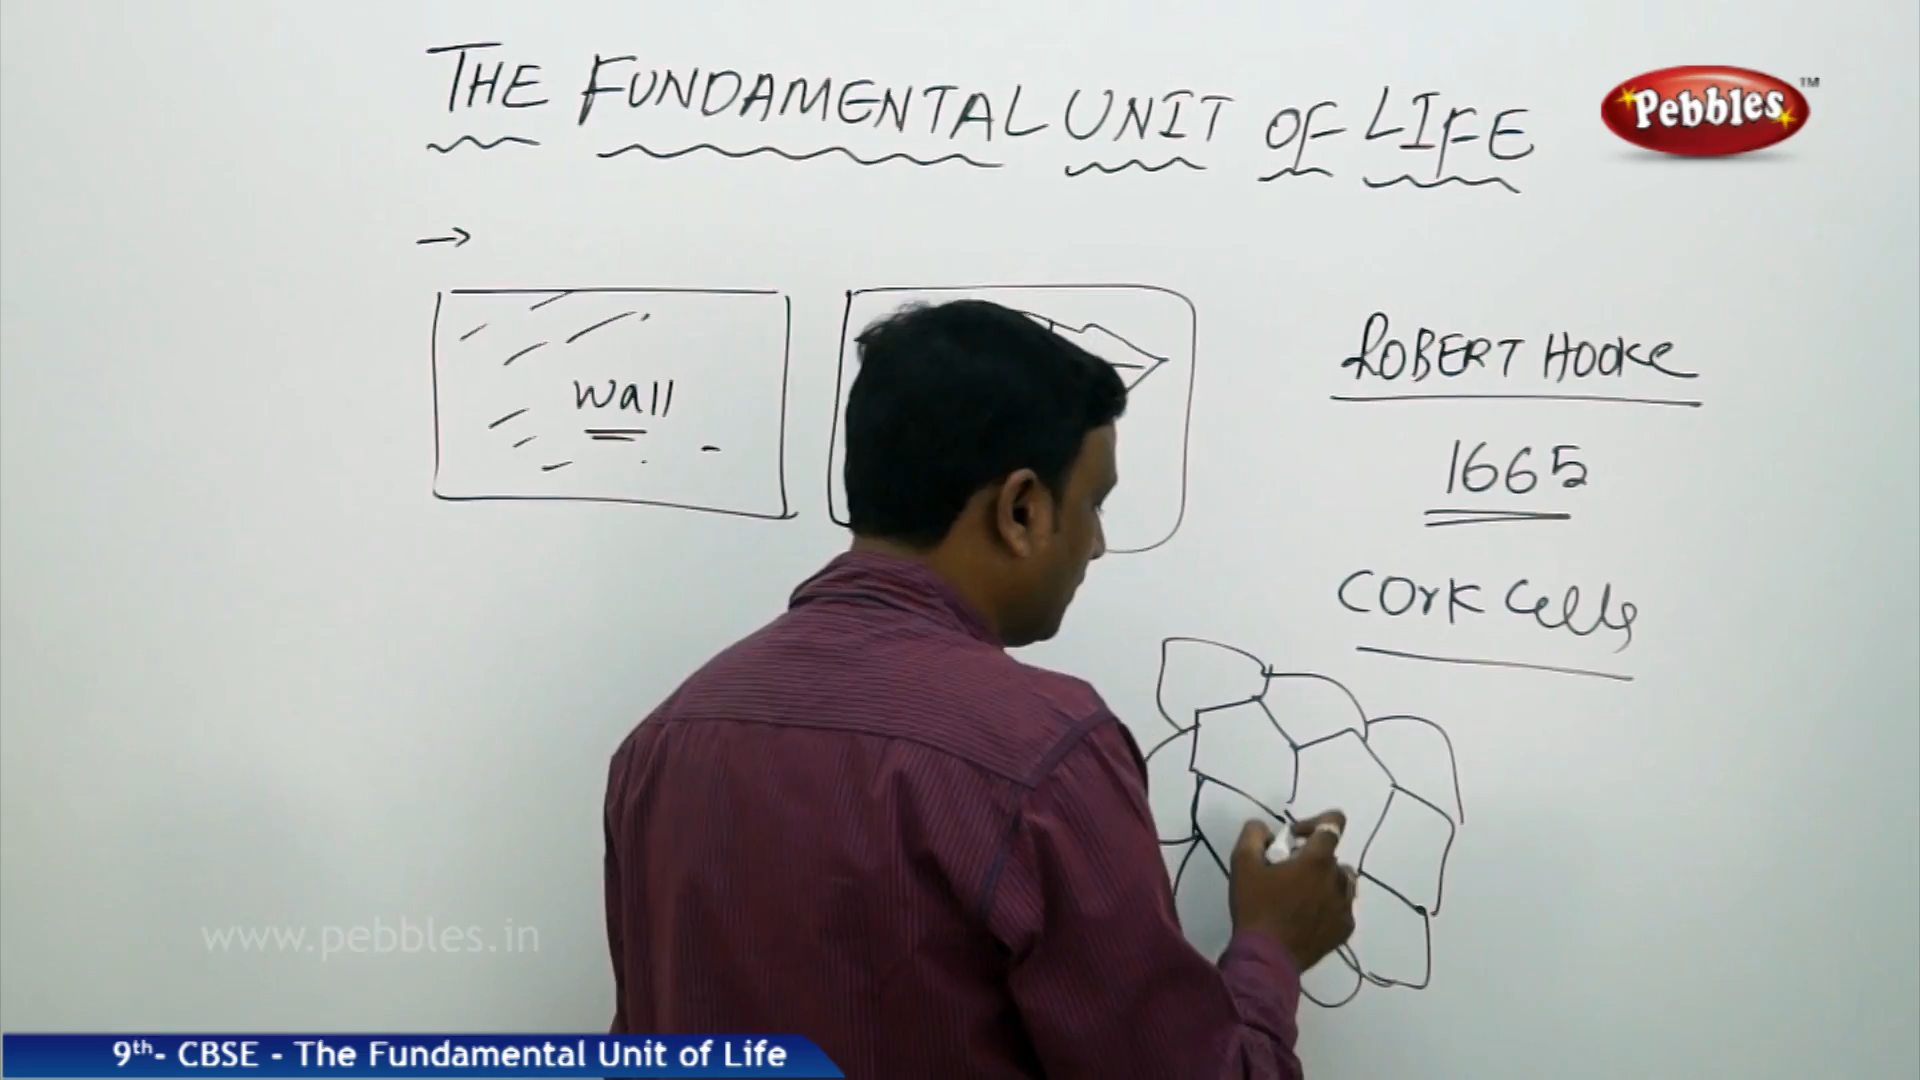 THE FUNDAMENTAL UNIT OF LIFE
Pebbles™
→
Wall
ROBERT HOOKE
1665
Cork Cells
www.pebbles.in
9th- CBSE - The Fundamental Unit of Life